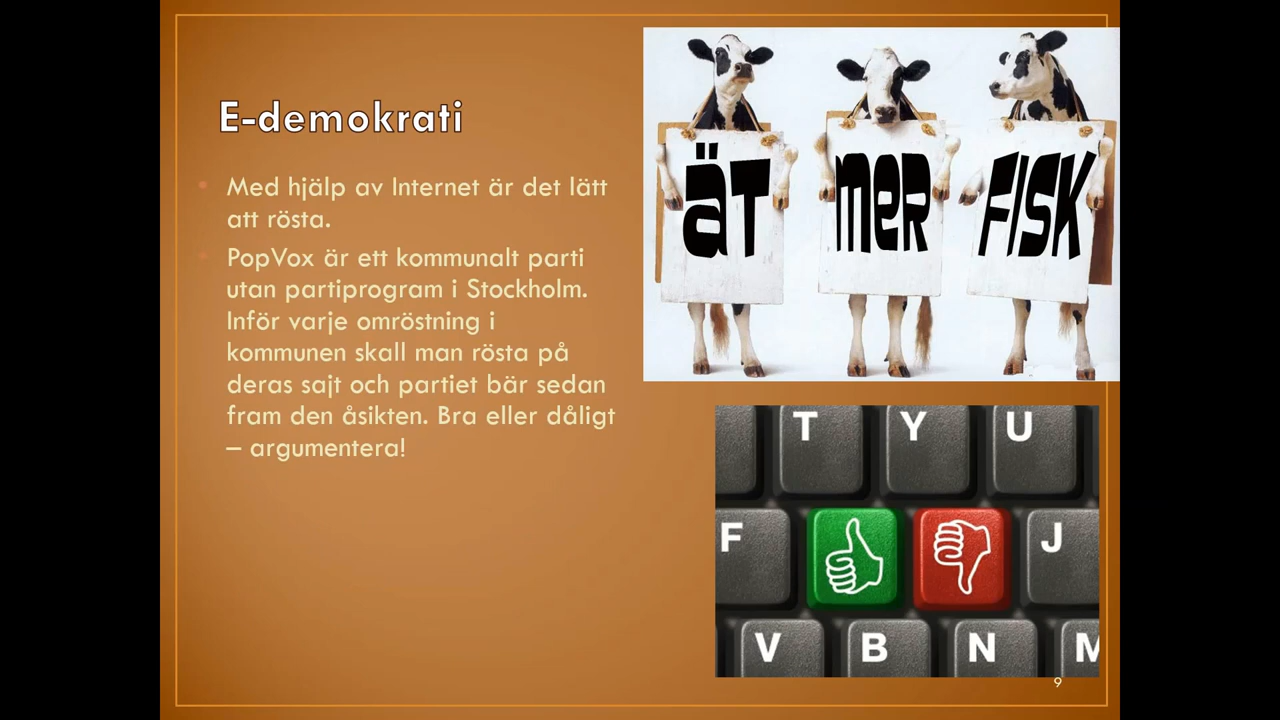 E-demokrati
Med hjälp av Internet är det lätt
att rösta.
PopVox är ett kommunalt parti
utan partiprogram i Stockholm.
Inför varje omröstning i
kommunen skall man rösta på
deras sajt och partiet bär sedan
fram den åsikten. Bra eller dåligt
– argumentera!
äT mer FISK
T Y U
F J
V B N M
9